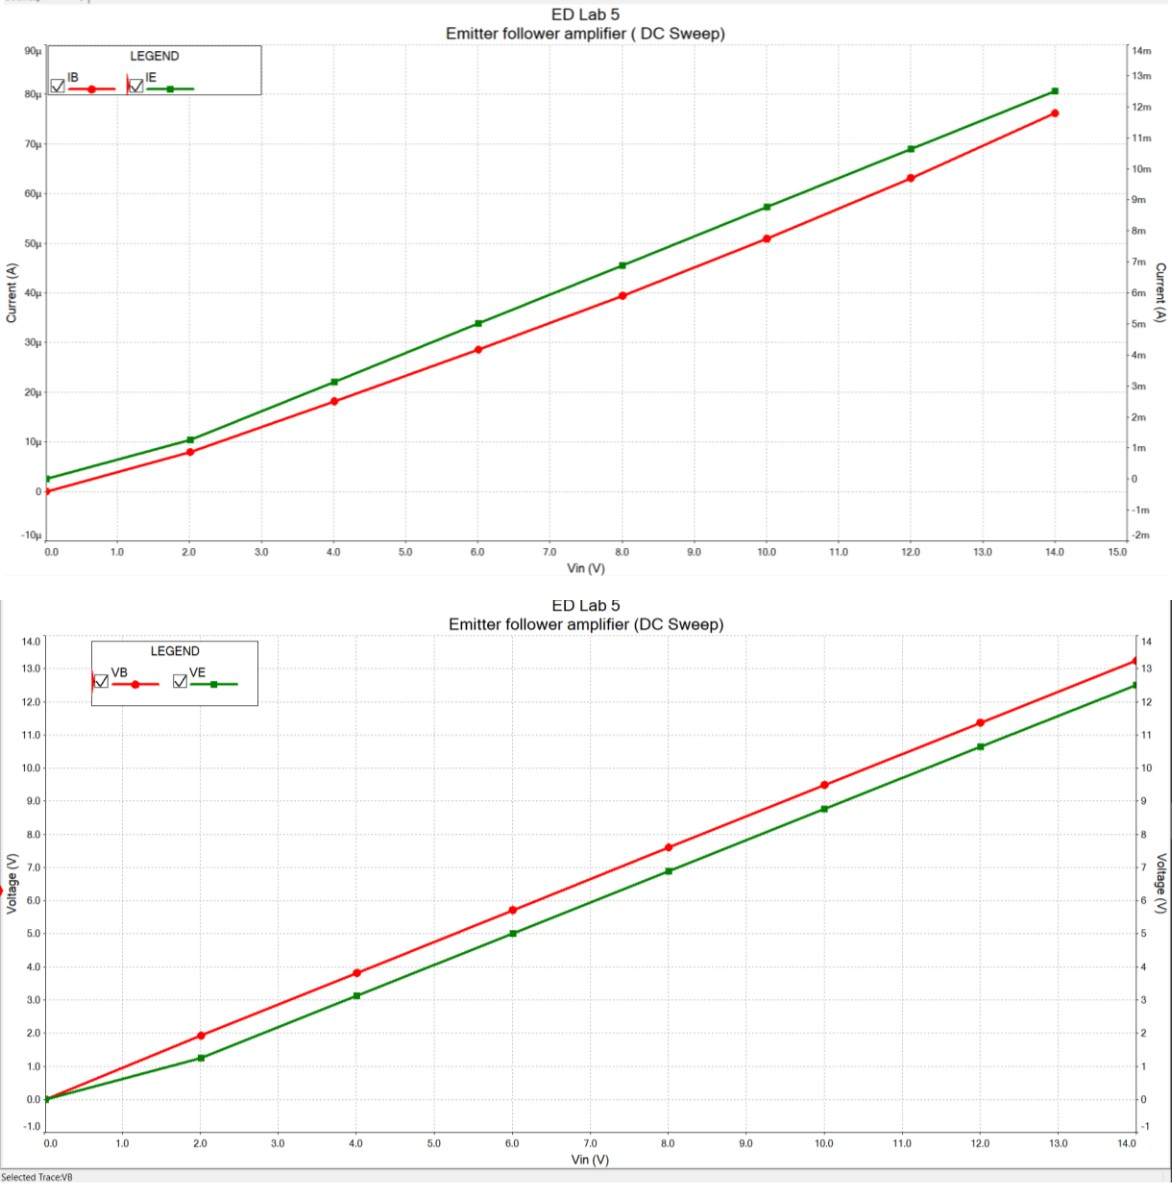 ED Lab 5
Emitter follower amplifier ( DC Sweep)
LEGEND
IB IE
90µ
80µ
70µ
60µ
50µ
40µ
30µ
20µ
10µ
0
-10µ
Current (A)
14m
13m
12m
11m
10m
9m
8m
7m
6m
5m
4m
3m
2m
1m
0
-1m
-2m
Current (A)
0.0 1.0 2.0 3.0 4.0 5.0 6.0 7.0 8.0 9.0 10.0 11.0 12.0 13.0 14.0 15.0
Vin (V)
ED Lab 5
Emitter follower amplifier (DC Sweep)
LEGEND
VB VE
14.0
13.0
12.0
11.0
10.0
9.0
8.0
7.0
6.0
5.0
4.0
3.0
2.0
1.0
0.0
-1.0
Voltage (V)
14
13
12
11
10
9
8
7
6
5
4
3
2
1
0
-1
Voltage (V)
0.0 1.0 2.0 3.0 4.0 5.0 6.0 7.0 8.0 9.0 10.0 11.0 12.0 13.0 14.0
Vin (V)
Selected Trace:VB